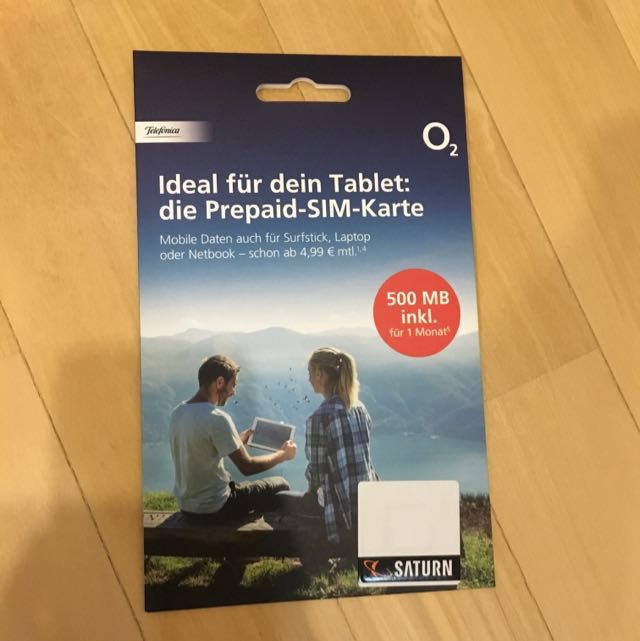 Telefónica
O2
Ideal für dein Tablet:
die Prepaid-SIM-Karte
Mobile Daten auch für Surfstick, Laptop
oder Netbook – schon ab 4,99 € mtl.¹,⁴
500 MB
inkl.
für 1 Monat⁵
SATURN